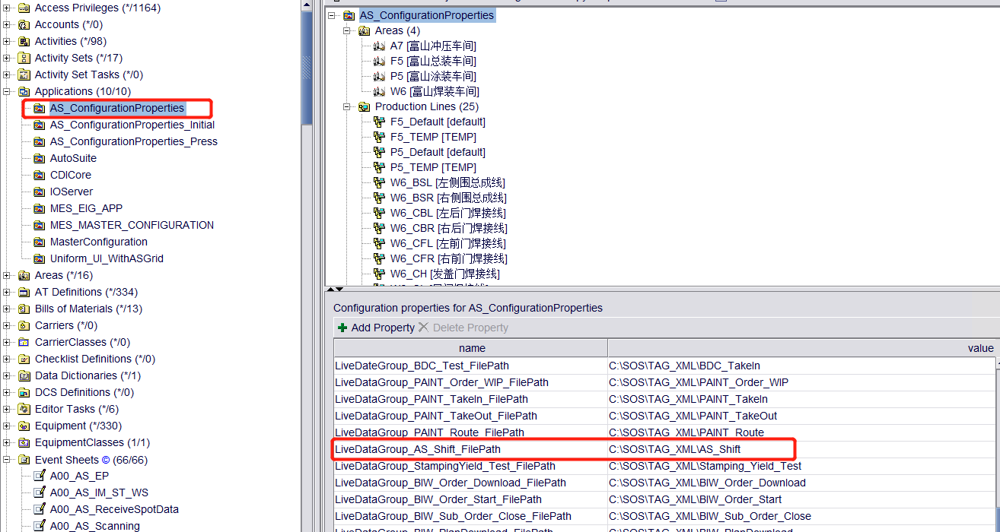 Access Privileges (*/1164)
Accounts (*/0)
Activities (*/98)
Activity Sets (*/17)
Activity Set Tasks (*/0)
Applications (10/10)
AS_ConfigurationProperties
AS_ConfigurationProperties_Initial
AS_ConfigurationProperties_Press
AutoSuite
CDICore
IOServer
MES_EIG_APP
MES_MASTER_CONFIGURATION
MasterConfiguration
Uniform_UI_WithASGrid
Areas (*/16)
AT Definitions (*/334)
Bills of Materials (*/13)
Carriers (*/0)
CarrierClasses (*/0)
Checklist Definitions (*/0)
Data Dictionaries (*/1)
DCS Definitions (*/0)
Editor Tasks (*/6)
Equipment (*/330)
EquipmentClasses (1/1)
Event Sheets © (66/66)
A00_AS_EP
A00_AS_IM_ST_WS
A00_AS_ReceiveSpotData
A00_AS_Scanning
AS_ConfigurationProperties
Areas (4)
A7 [富山冲压车间]
F5 [富山总装车间]
P5 [富山涂装车间]
W6 [富山焊装车间]
Production Lines (25)
F5_Default [default]
F5_TEMP [TEMP]
P5_Default [default]
P5_TEMP [TEMP]
W6_BSL [左侧围总成线]
W6_BSR [右侧围总成线]
W6_CBL [左后门焊接线]
W6_CBR [右后门焊接线]
W6_CFL [左前门焊接线]
W6_CFR [右前门焊接线]
W6_CH [发盖门焊接线]
Configuration properties for AS_ConfigurationProperties
Add Property Delete Property
name value
LiveDateGroup_BDC_Test_FilePath C:\SOS\TAG_XML\BDC_TakeIn
LiveDataGroup_PAINT_Order_WIP_FilePath C:\SOS\TAG_XML\PAINT_Order_WIP
LiveDataGroup_PAINT_TakeIn_FilePath C:\SOS\TAG_XML\PAINT_TakeIn
LiveDataGroup_PAINT_TakeOut_FilePath C:\SOS\TAG_XML\PAINT_TakeOut
LiveDataGroup_PAINT_Route_FilePath C:\SOS\TAG_XML\PAINT_Route
LiveDataGroup_AS_Shift_FilePath C:\SOS\TAG_XML\AS_Shift
LiveDataGroup_StampingYield_Test_FilePath C:\SOS\TAG_XML\Stamping_Yield_Test
LiveDataGroup_BIW_Order_Download_FilePath C:\SOS\TAG_XML\BIW_Order_Download
LiveDataGroup_BIW_Order_Start_FilePath C:\SOS\TAG_XML\BIW_Order_Start
LiveDataGroup_BIW_Sub_Order_Close_FilePath C:\SOS\TAG_XML\BIW_Sub_Order_Close
LiveDataGroup_BIW_PlanDownload_FilePath C:\SOS\TAG_XML\BIW_PlanDownload